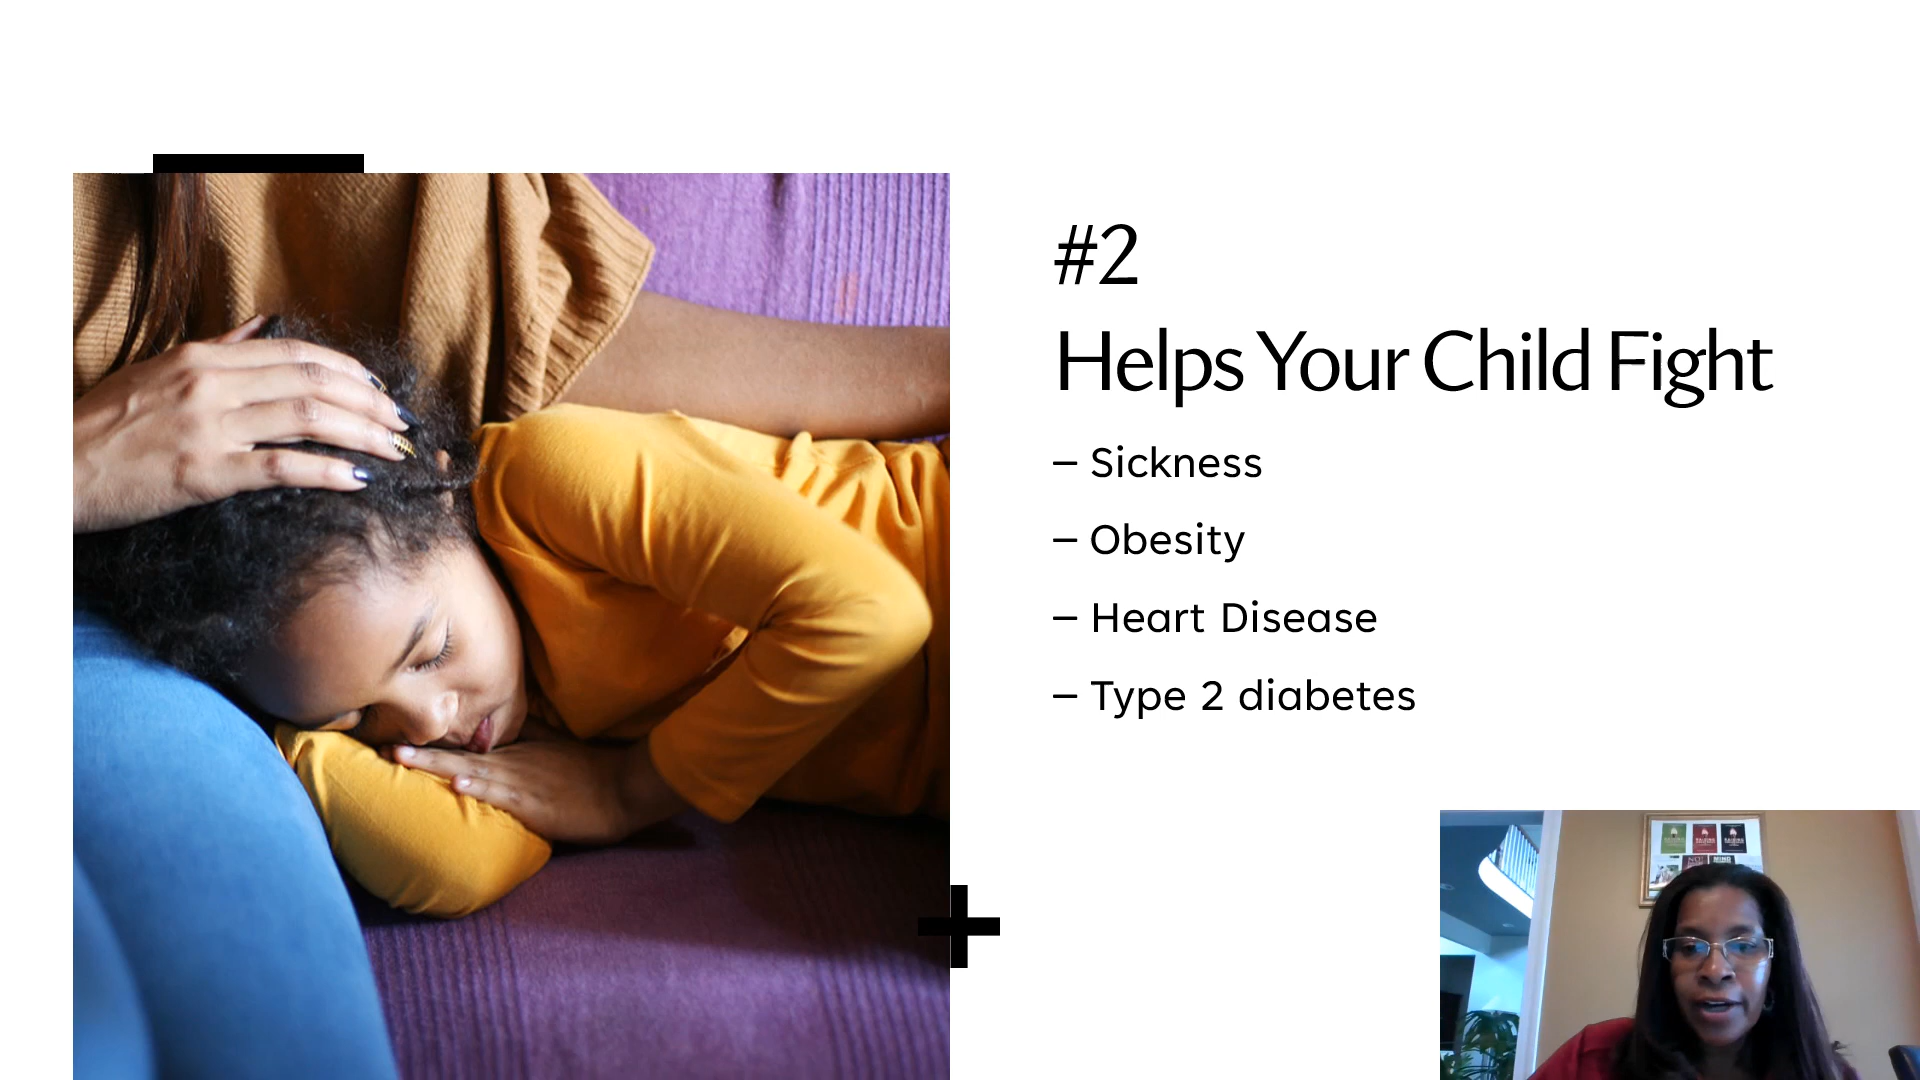 #2
Helps Your Child Fight
– Sickness
– Obesity
– Heart Disease
– Type 2 diabetes